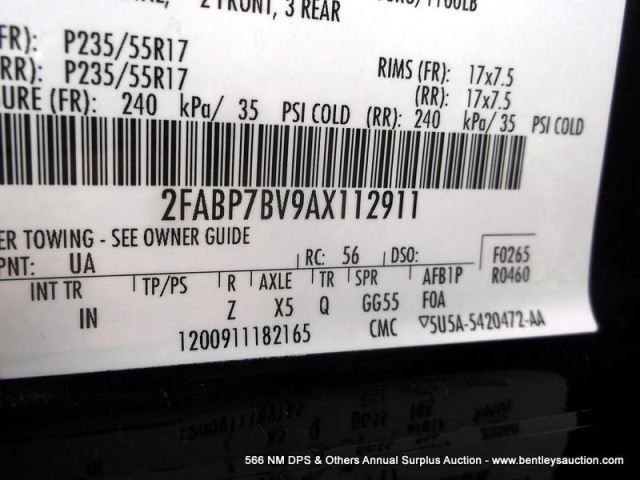 2 FRONT, 3 REAR
FR): P235/55R17 RIMS (FR): 17x7.5
RR): P235/55R17 (RR): 17x7.5
URE (FR): 240 kPa/ 35 PSI COLD (RR): 240 kPa/ 35 PSI COLD
2FABP7BV9AX112911
ER TOWING - SEE OWNER GUIDE
PNT: UA RC: 56 DSO: F0265
INT TR TP/PS R AXLE TR SPR AFB1P R0460
IN Z X5 Q GG55 FOA
1200911182165 CMC ▽5U5A-5420472-AA
566 NM DPS & Others Annual Surplus Auction - www.bentleysauction.com